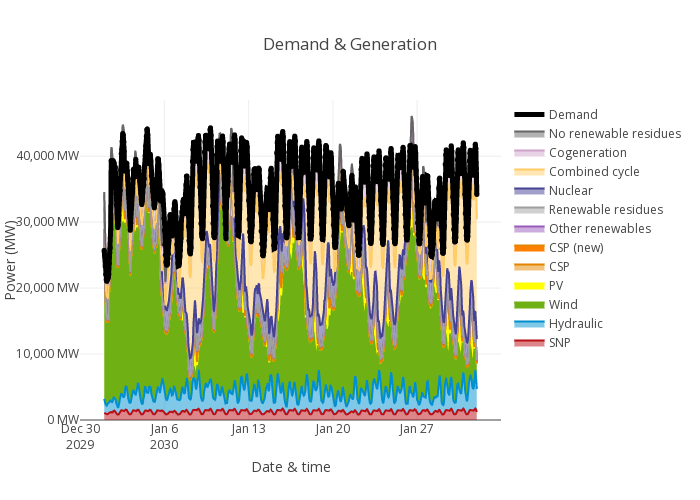 Demand & Generation
Power (MW)
40,000 MW
30,000 MW
20,000 MW
10,000 MW
0 MW
Dec 30
2029
Jan 6
2030
Jan 13
Jan 20
Jan 27
Date & time
Demand
No renewable residues
Cogeneration
Combined cycle
Nuclear
Renewable residues
Other renewables
CSP (new)
CSP
PV
Wind
Hydraulic
SNP